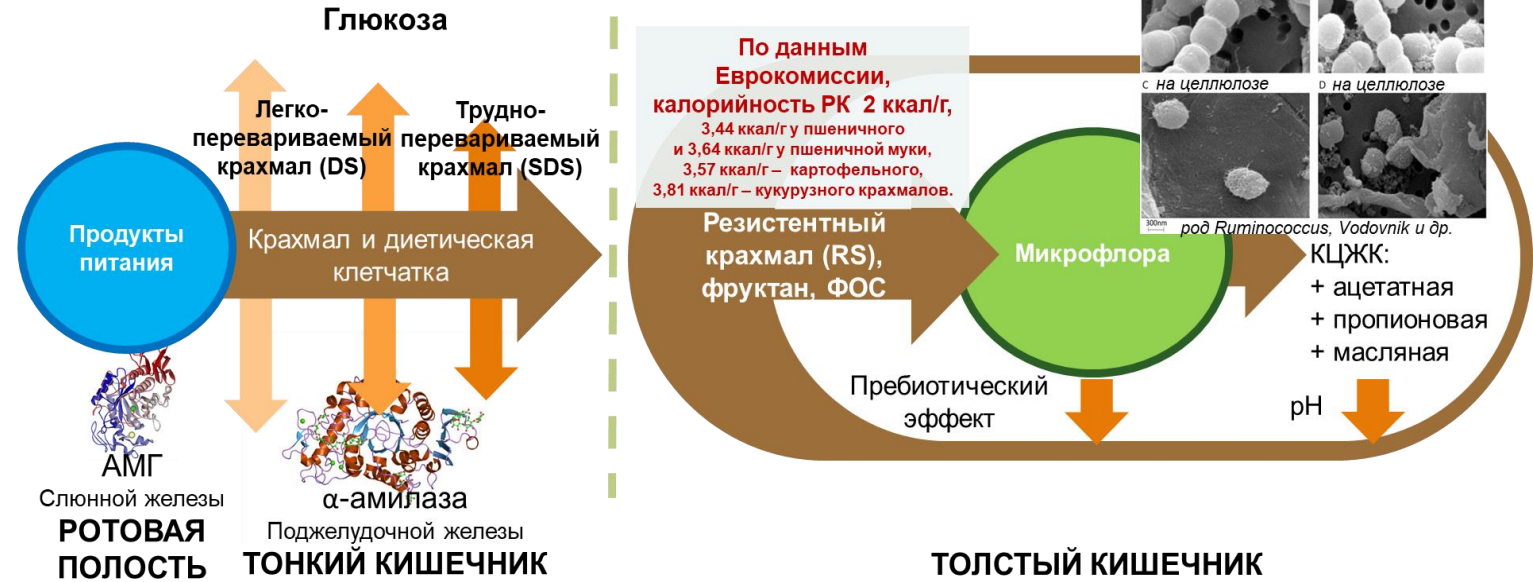 Глюкоза
Легко-
перевариваемый
крахмал (DS)
Трудно-
перевариваемый
крахмал (SDS)
Продукты
питания
Крахмал и диетическая
клетчатка
АМГ
Слюнной железы
РОТОВАЯ
ПОЛОСТЬ
α-амилаза
Поджелудочной железы
ТОНКИЙ КИШЕЧНИК
По данным
Еврокомиссии,
калорийность РК 2 ккал/г,
3,44 ккал/г у пшеничного
и 3,64 ккал/г у пшеничной муки,
3,57 ккал/г – картофельного,
3,81 ккал/г – кукурузного крахмалов.
Резистентный
крахмал (RS),
фруктан, ФОС
Микрофлора
C на целлюлозе
D на целлюлозе
300nm
род Ruminococcus, Vodovnik и др.
КЦЖК:
+ ацетатная
+ пропионовая
+ масляная
Пребиотический
эффект
pH
ТОЛСТЫЙ КИШЕЧНИК